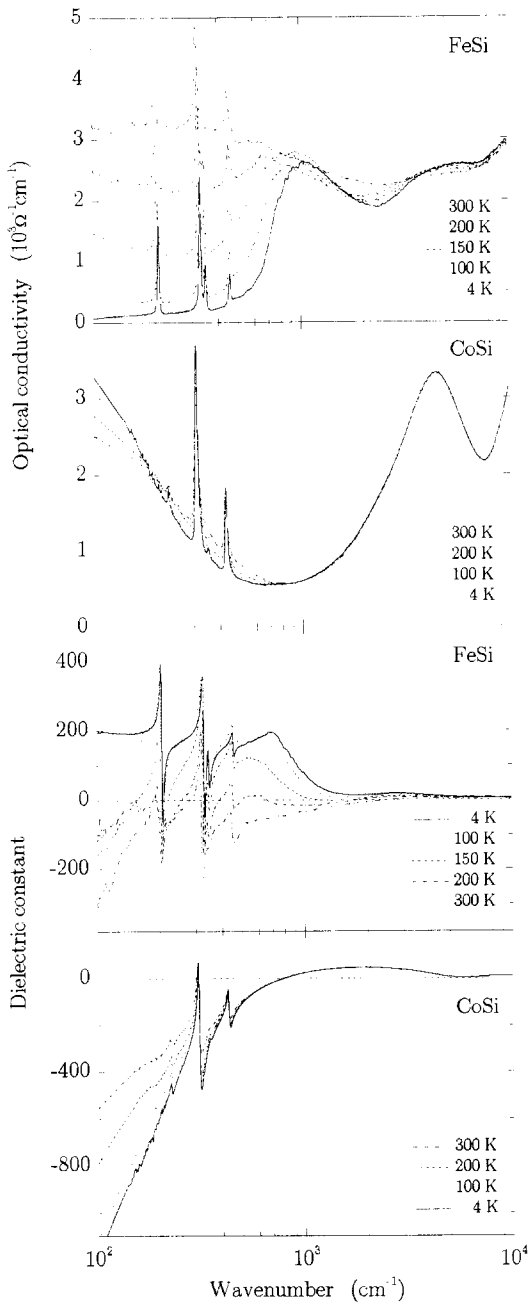 5
FeSi
4
3
2
300 K
200 K
150 K
1
100 K
4 K
0
Optical conductivity (10³Ω⁻¹cm⁻¹)
CoSi
3
2
300 K
1
200 K
100 K
4 K
0
400
FeSi
200
0
4 K
100 K
150 K
-200
200 K
300 K
Dielectric constant
0
CoSi
-400
300 K
-800
200 K
100 K
4 K
10² 10³ 10⁴
Wavenumber (cm⁻¹)